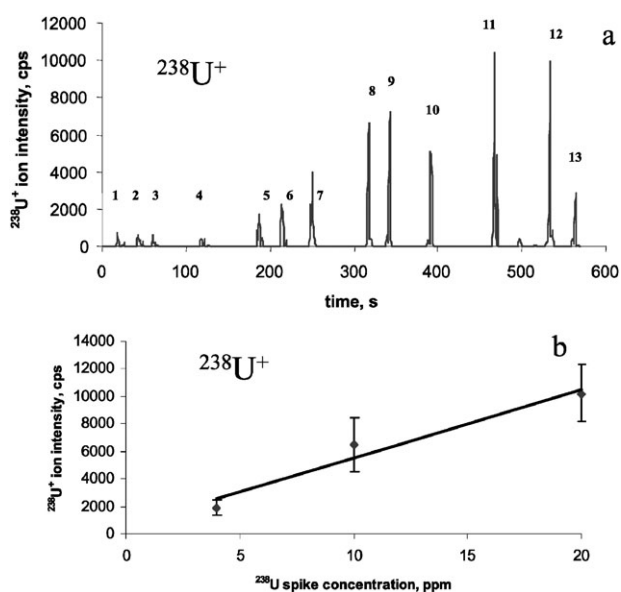 a
²³⁸U⁺
²³⁸U⁺ ion intensity, cps
12000
10000
8000
6000
4000
2000
0
1 2 3 4 5 6 7 8 9 10 11 12 13
0 100 200 300 400 500 600
time, s
b
²³⁸U⁺
²³⁸U⁺ ion intensity, cps
14000
12000
10000
8000
6000
4000
2000
0
0 5 10 15 20
²³⁸U spike concentration, ppm